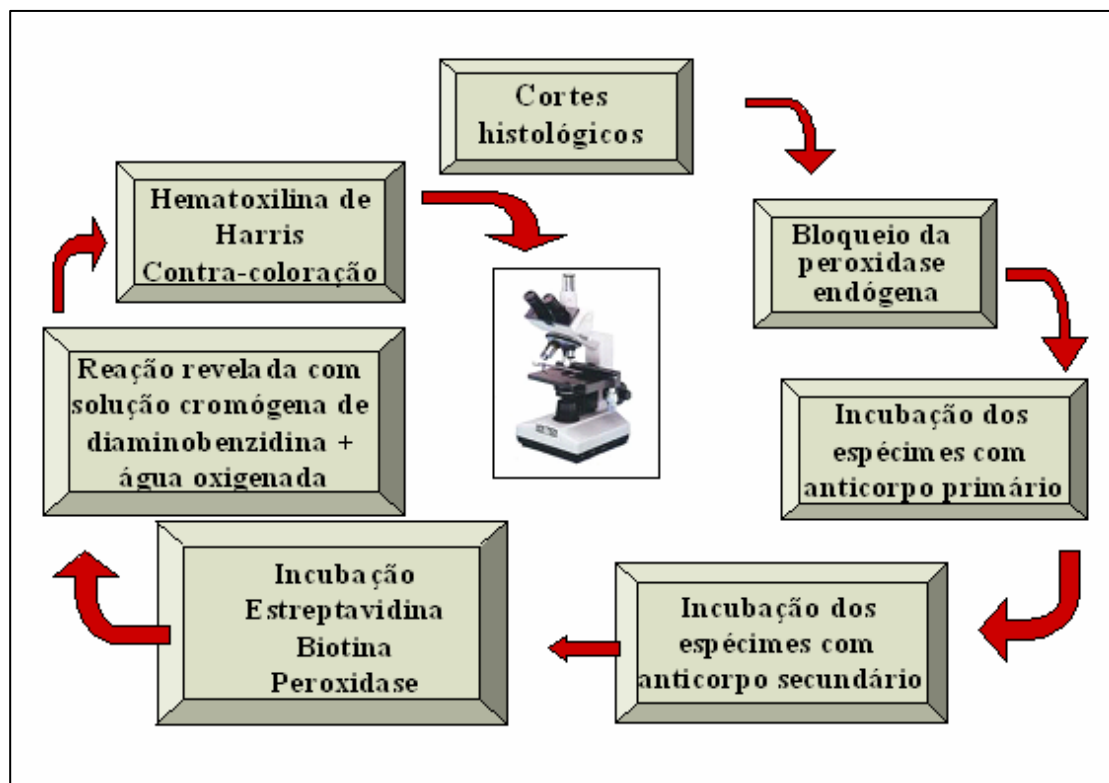 Cortes
histológicos
Bloqueio da
peroxidase
endógena
Incubação dos
espécimes com
anticorpo primário
Incubação dos
espécimes com
anticorpo secundário
Incubação
Estreptavidina
Biotina
Peroxidase
Reação revelada com
solução cromógena de
diaminobenzidina +
água oxigenada
Hematoxilina de
Harris
Contra-coloração